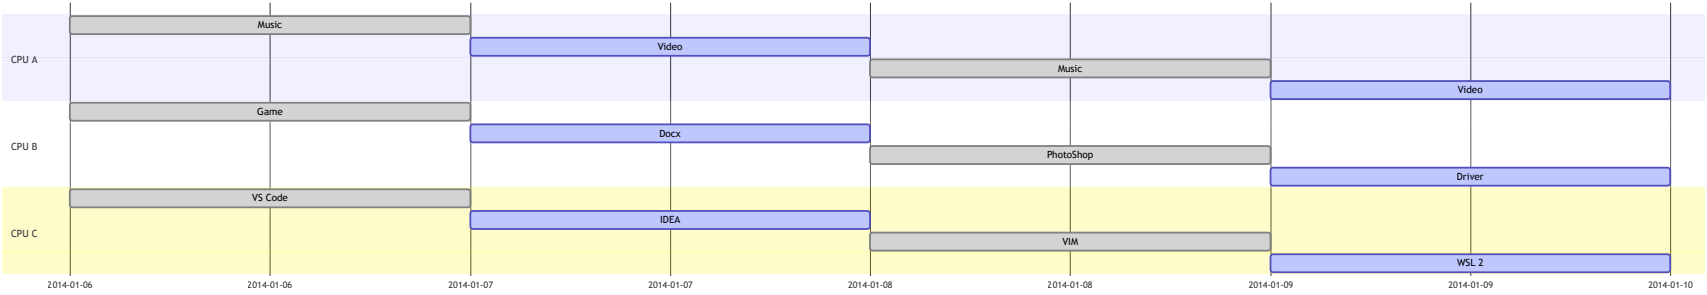 Music
Video
CPU A
Music
Video
Game
Docx
CPU B
PhotoShop
Driver
VS Code
IDEA
CPU C
VIM
WSL 2
2014-01-06 2014-01-06 2014-01-07 2014-01-07 2014-01-08 2014-01-08 2014-01-09 2014-01-09 2014-01-10